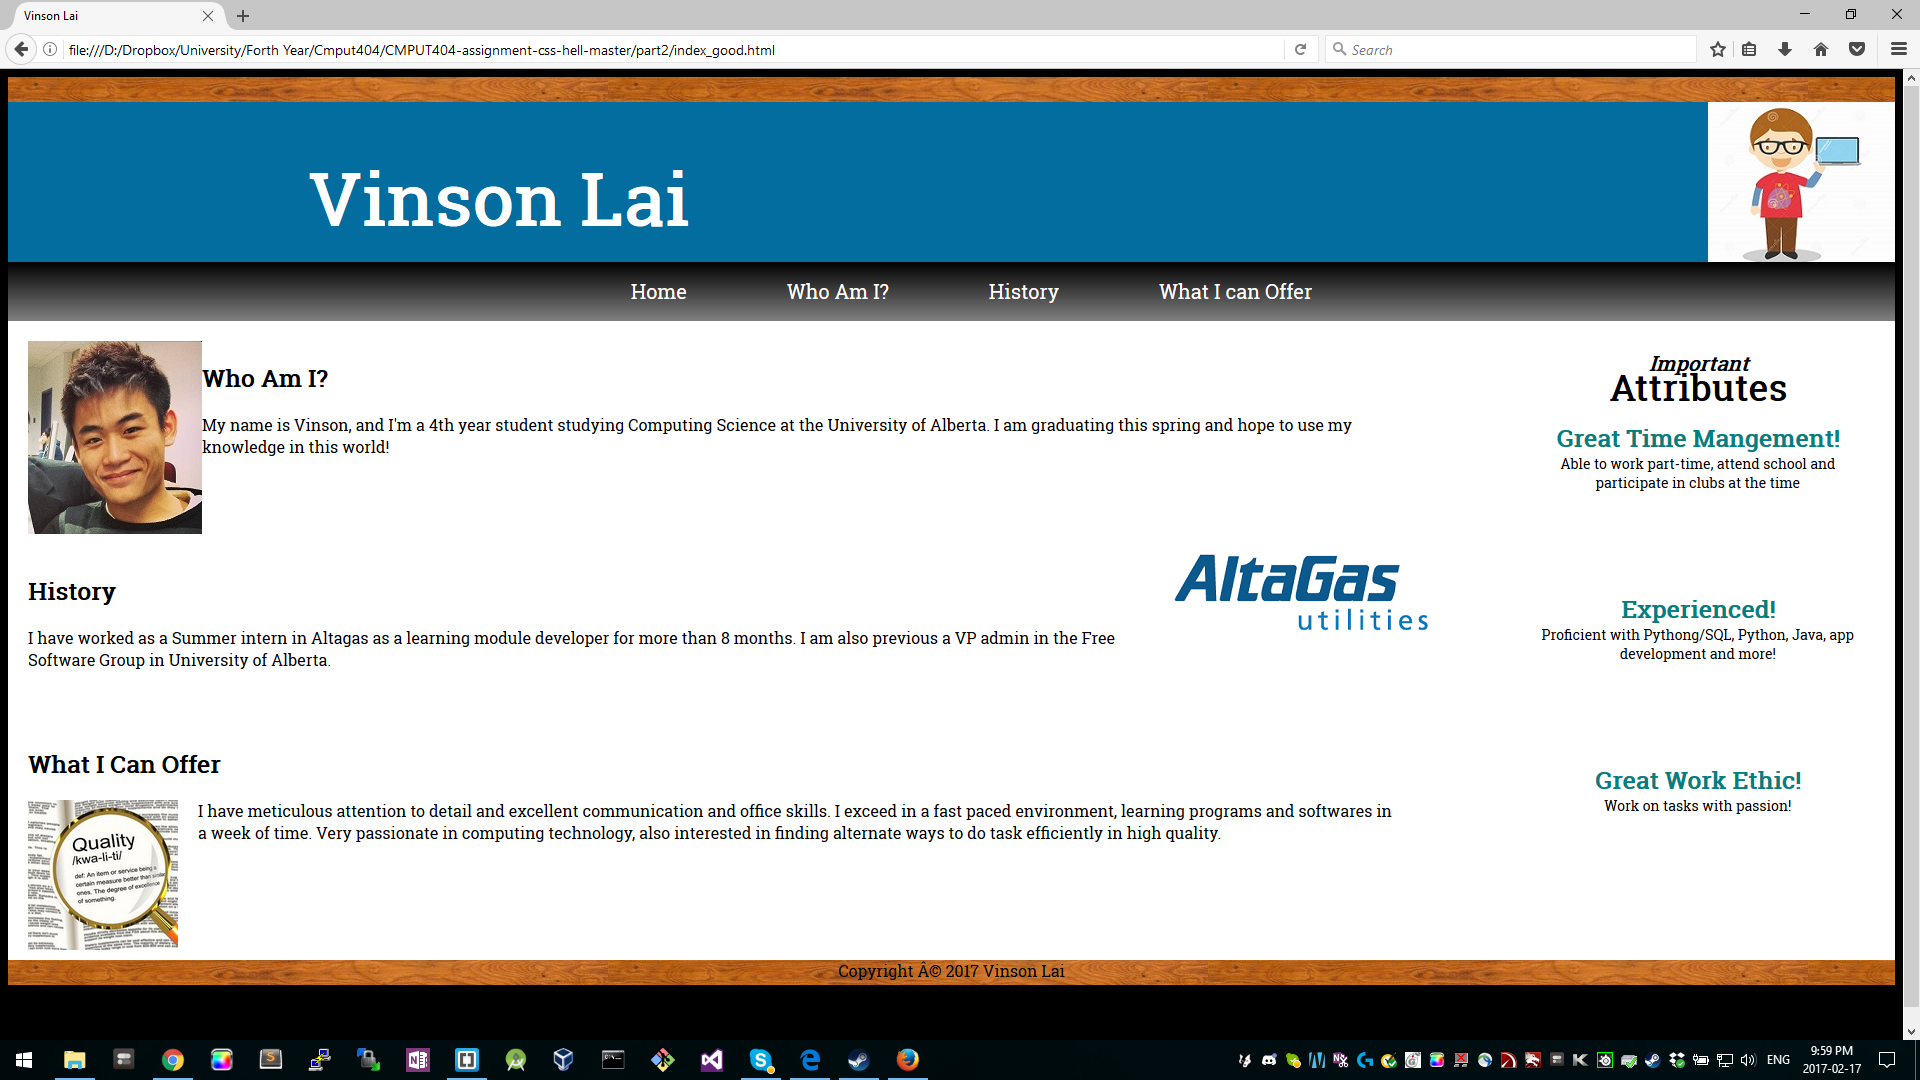 Vinson Lai
file:///D:/Dropbox/University/Forth Year/Cmput404/CMPUT404-assignment-css-hell-master/part2/index_good.html
Search
Vinson Lai
Home
Who Am I?
History
What I can Offer
Who Am I?
My name is Vinson, and I'm a 4th year student studying Computing Science at the University of Alberta. I am graduating this spring and hope to use my
knowledge in this world!
History
I have worked as a Summer intern in Altagas as a learning module developer for more than 8 months. I am also previous a VP admin in the Free
Software Group in University of Alberta.
AltaGas
utilities
What I Can Offer
Quality
/kwa-li-ti/
def: An item or service being a
certain measure better than similar
ones. The degree of excellence
of something.
I have meticulous attention to detail and excellent communication and office skills. I exceed in a fast paced environment, learning programs and softwares in
a week of time. Very passionate in computing technology, also interested in finding alternate ways to do task efficiently in high quality.
Important
Attributes
Great Time Mangement!
Able to work part-time, attend school and
participate in clubs at the time
Experienced!
Proficient with Pythong/SQL, Python, Java, app
development and more!
Great Work Ethic!
Work on tasks with passion!
Copyright Â© 2017 Vinson Lai
ENG
9:59 PM
2017-02-17